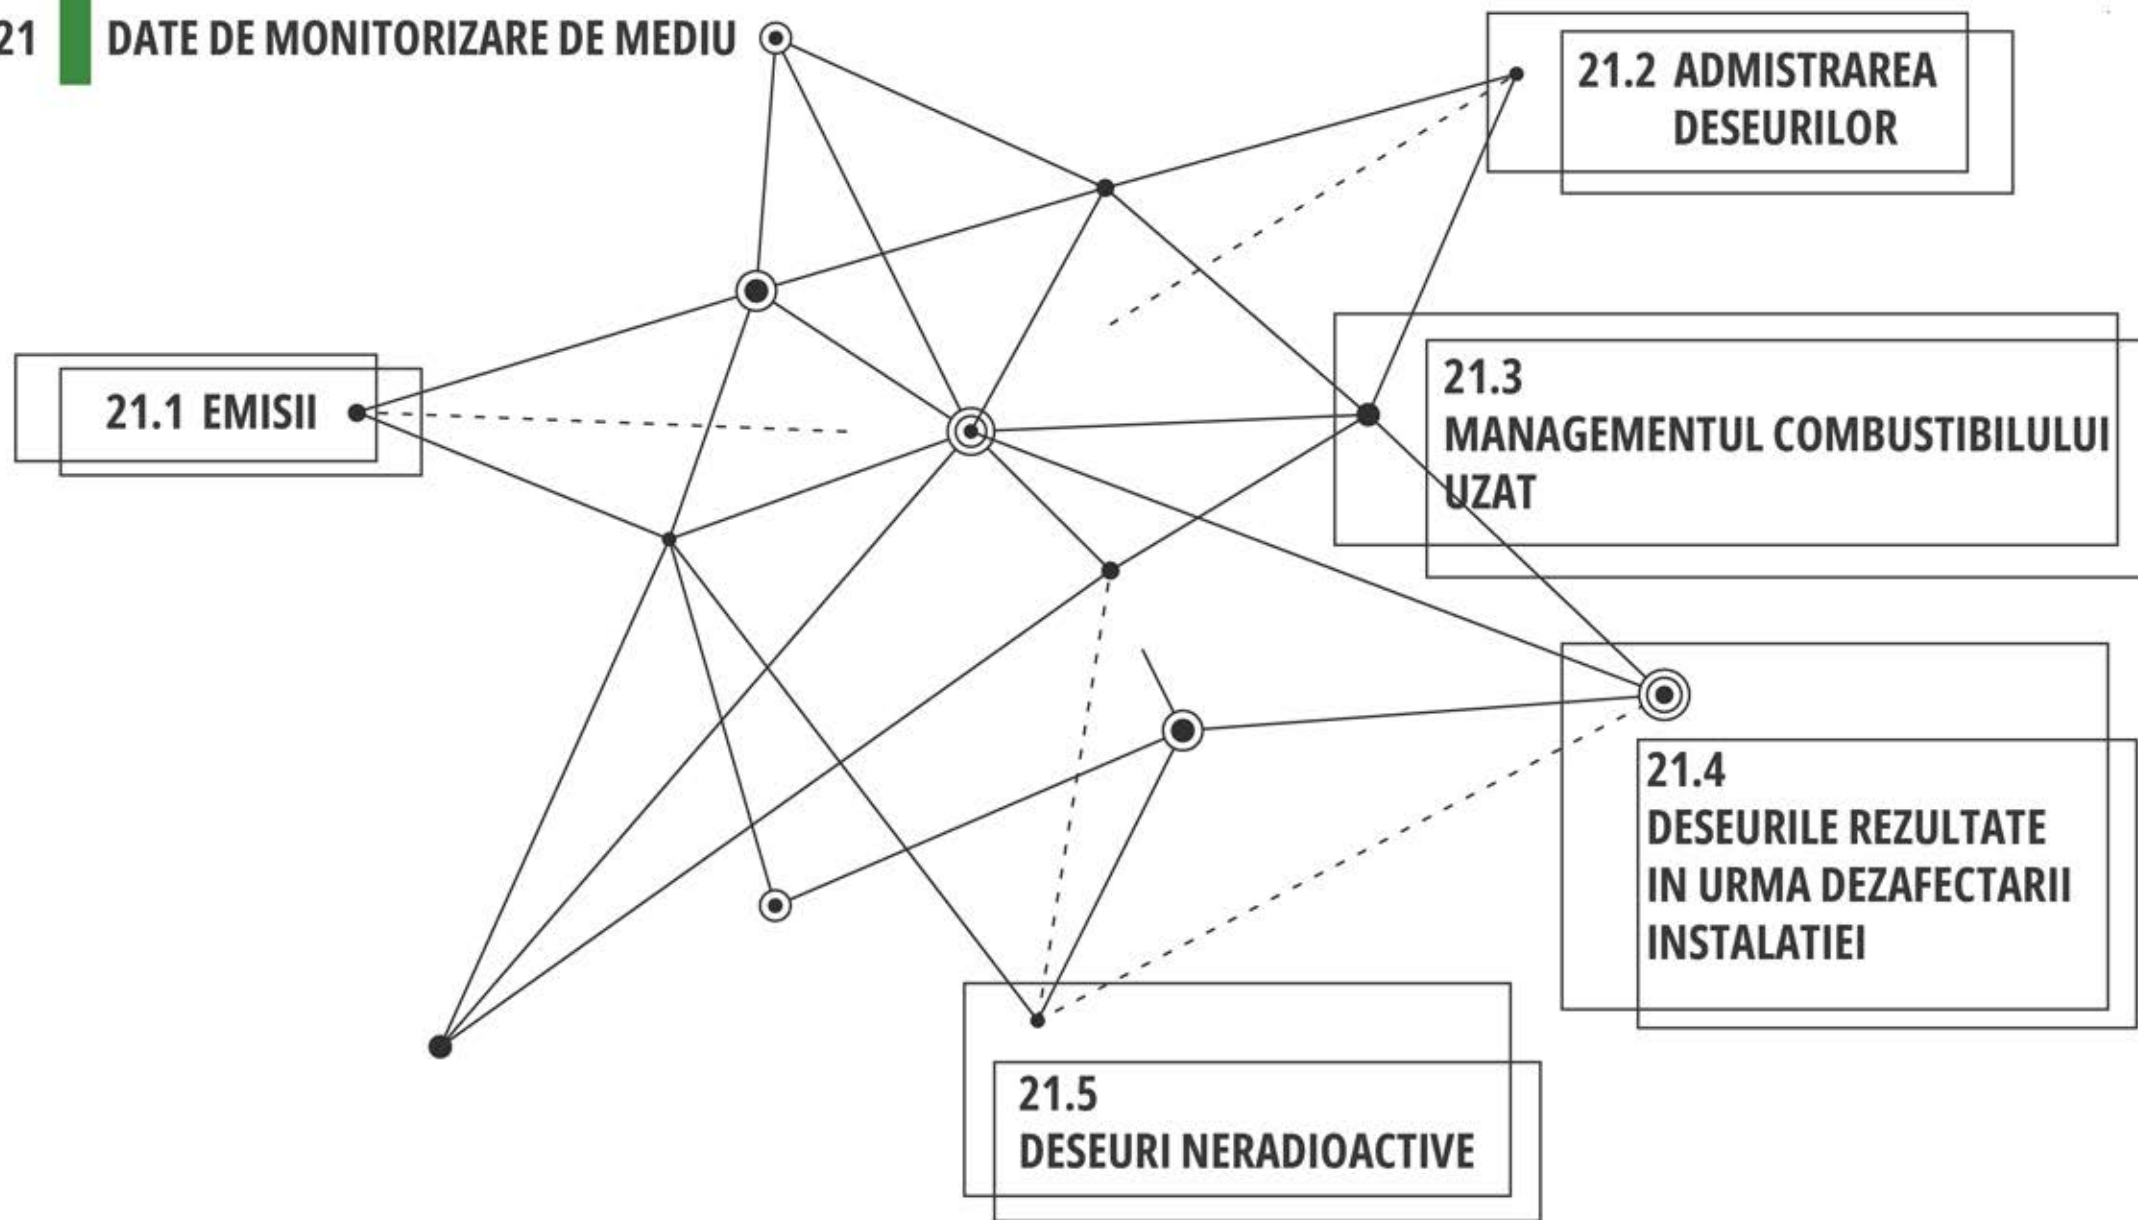 21 DATE DE MONITORIZARE DE MEDIU
21.1 EMISII
21.2 ADMISTRAREA
DESEURILOR
21.3
MANAGEMENTUL COMBUSTIBILULUI
UZAT
21.4
DESEURILE REZULTATE
IN URMA DEZAFECTARII
INSTALATIEI
21.5
DESEURI NERADIOACTIVE